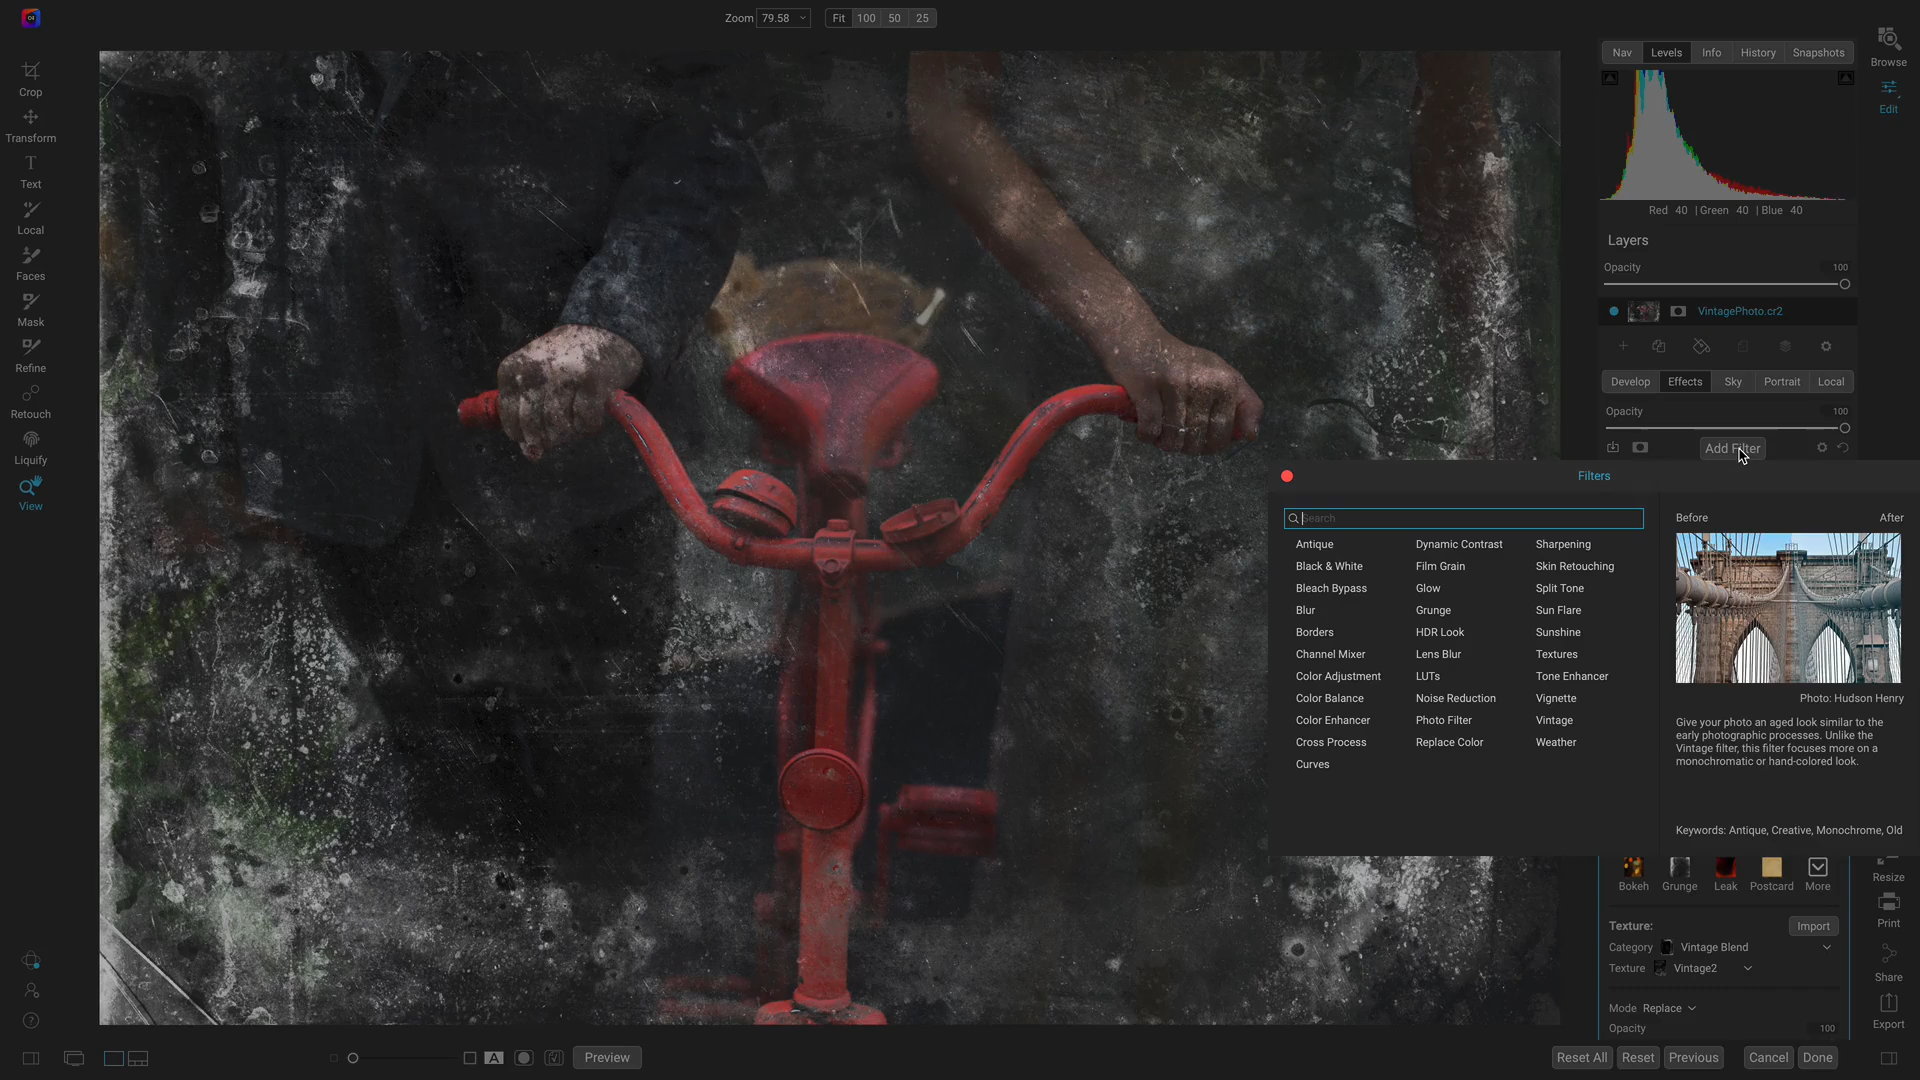 Zoom 79.58 Fit 100 50 25
Crop
Transform
Text
Local
Faces
Mask
Refine
Retouch
Liquify
View
Nav Levels Info History Snapshots
Red 40 | Green 40 | Blue 40
Layers
Opacity 100
VintagePhoto.cr2
Develop Effects Sky Portrait Local
Opacity 100
Add Filter
Browse
Edit
Filters
Search
Antique Dynamic Contrast Sharpening
Black & White Film Grain Skin Retouching
Bleach Bypass Glow Split Tone
Blur Grunge Sun Flare
Borders HDR Look Sunshine
Channel Mixer Lens Blur Textures
Color Adjustment LUTs Tone Enhancer
Color Balance Noise Reduction Vignette
Color Enhancer Photo Filter Vintage
Cross Process Replace Color Weather
Curves
Before After
Photo: Hudson Henry
Give your photo an aged look similar to the
early photographic processes. Unlike the
Vintage filter, this filter focuses more on a
monochromatic or hand-colored look.
Keywords: Antique, Creative, Monochrome, Old
Bokeh Grunge Leak Postcard More
Texture: Import
Category Vintage Blend
Texture Vintage2
Mode Replace
Opacity 100
Resize
Print
Share
Export
A Preview
Reset All Reset Previous Cancel Done